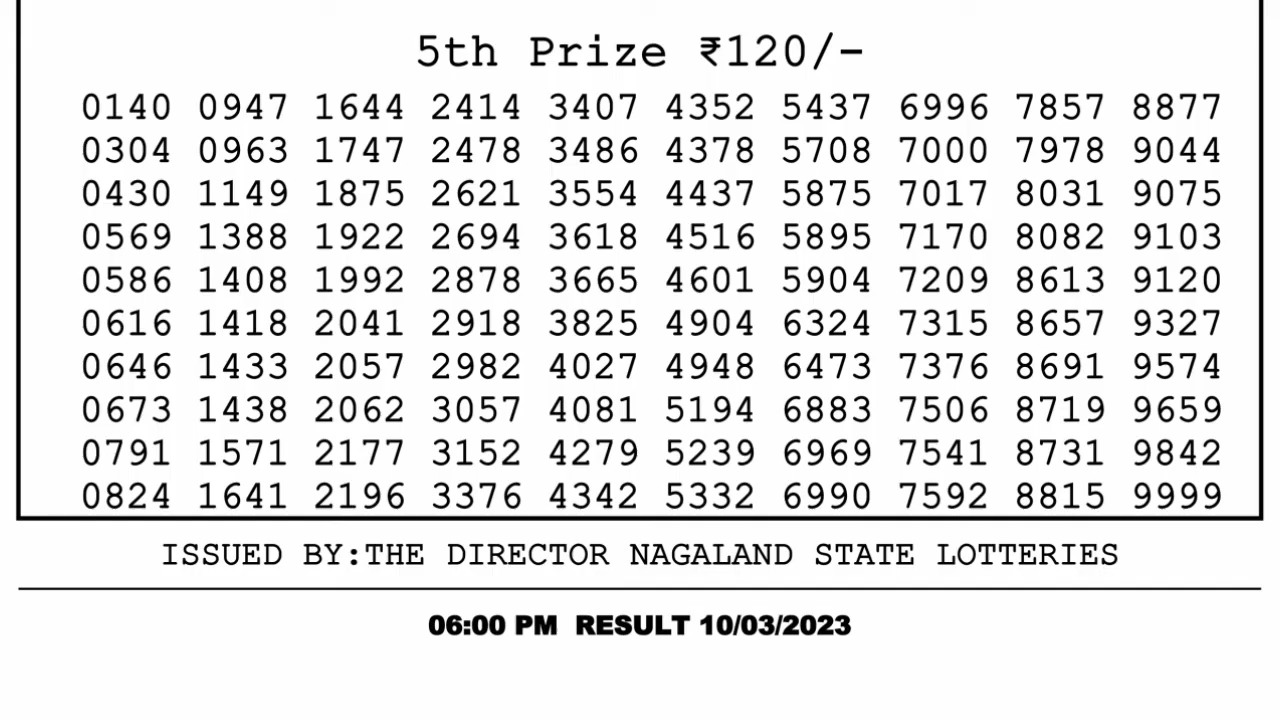 5th Prize ₹120/-
0140 0947 1644 2414 3407 4352 5437 6996 7857 8877
0304 0963 1747 2478 3486 4378 5708 7000 7978 9044
0430 1149 1875 2621 3554 4437 5875 7017 8031 9075
0569 1388 1922 2694 3618 4516 5895 7170 8082 9103
0586 1408 1992 2878 3665 4601 5904 7209 8613 9120
0616 1418 2041 2918 3825 4904 6324 7315 8657 9327
0646 1433 2057 2982 4027 4948 6473 7376 8691 9574
0673 1438 2062 3057 4081 5194 6883 7506 8719 9659
0791 1571 2177 3152 4279 5239 6969 7541 8731 9842
0824 1641 2196 3376 4342 5332 6990 7592 8815 9999
ISSUED BY:THE DIRECTOR NAGALAND STATE LOTTERIES
06:00 PM RESULT 10/03/2023